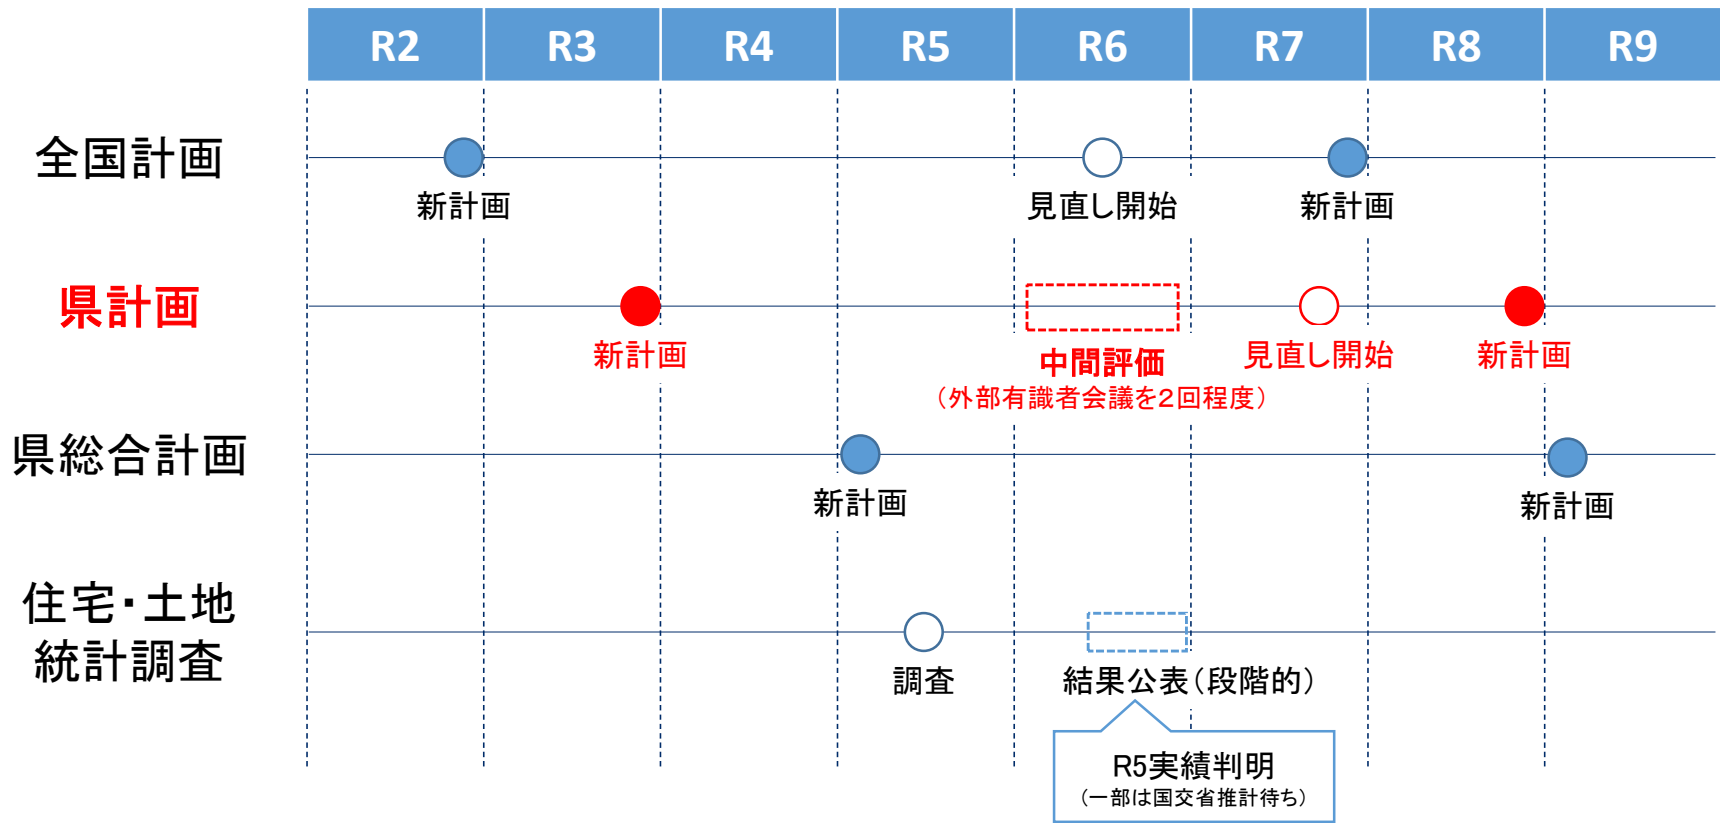 R2 R3 R4 R5 R6 R7 R8 R9
全国計画
新計画 見直し開始 新計画
県計画
新計画 中間評価 見直し開始 新計画
（外部有識者会議を2回程度）
県総合計画
新計画 新計画
住宅・土地
統計調査
調査 結果公表（段階的）
R5実績判明
（一部は国交省推計待ち）